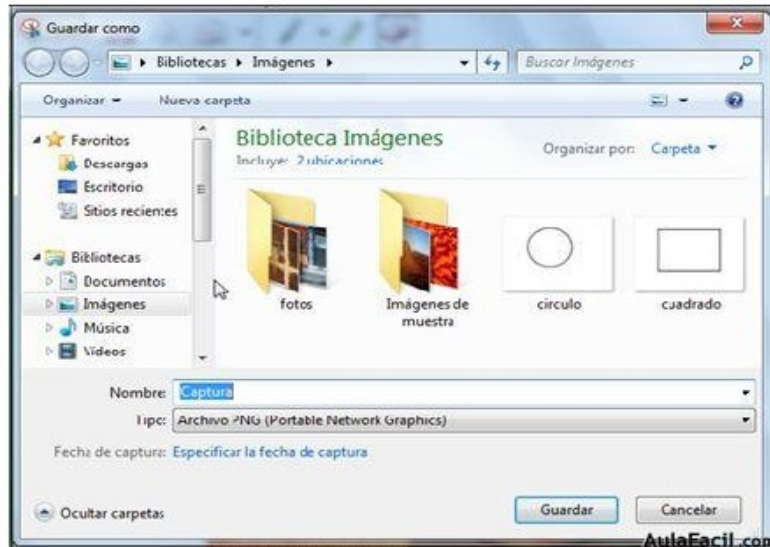 Guardar como
Bibliotecas Imágenes
Buscar Imágenes
Organizar
Nueva carpeta
Favoritos
Descargas
Escritorio
Sitios recientes
Bibliotecas
Documentos
Imágenes
Música
Vídeos
Biblioteca Imágenes
Incluye: 2 ubicaciones
Organizar por: Carpeta
fotos
Imágenes de
muestra
circulo
cuadrado
Nombre: Captura
Tipo: Archivo PNG (Portable Network Graphics)
Fecha de captura: Especificar la fecha de captura
Ocultar carpetas
Guardar
Cancelar
AulaFacil.com